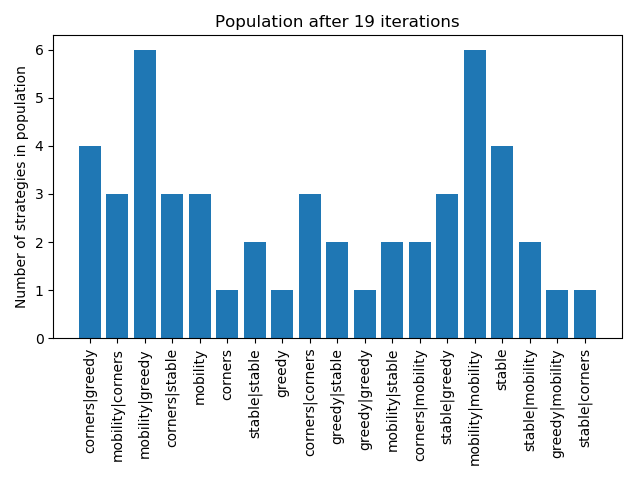 Population after 19 iterations
Number of strategies in population
6
5
4
3
2
1
0
corners|greedy
mobility|corners
mobility|greedy
corners|stable
mobility
corners
stable|stable
greedy
corners|corners
greedy|stable
greedy|greedy
mobility|stable
corners|mobility
stable|greedy
mobility|mobility
stable
stable|mobility
greedy|mobility
stable|corners